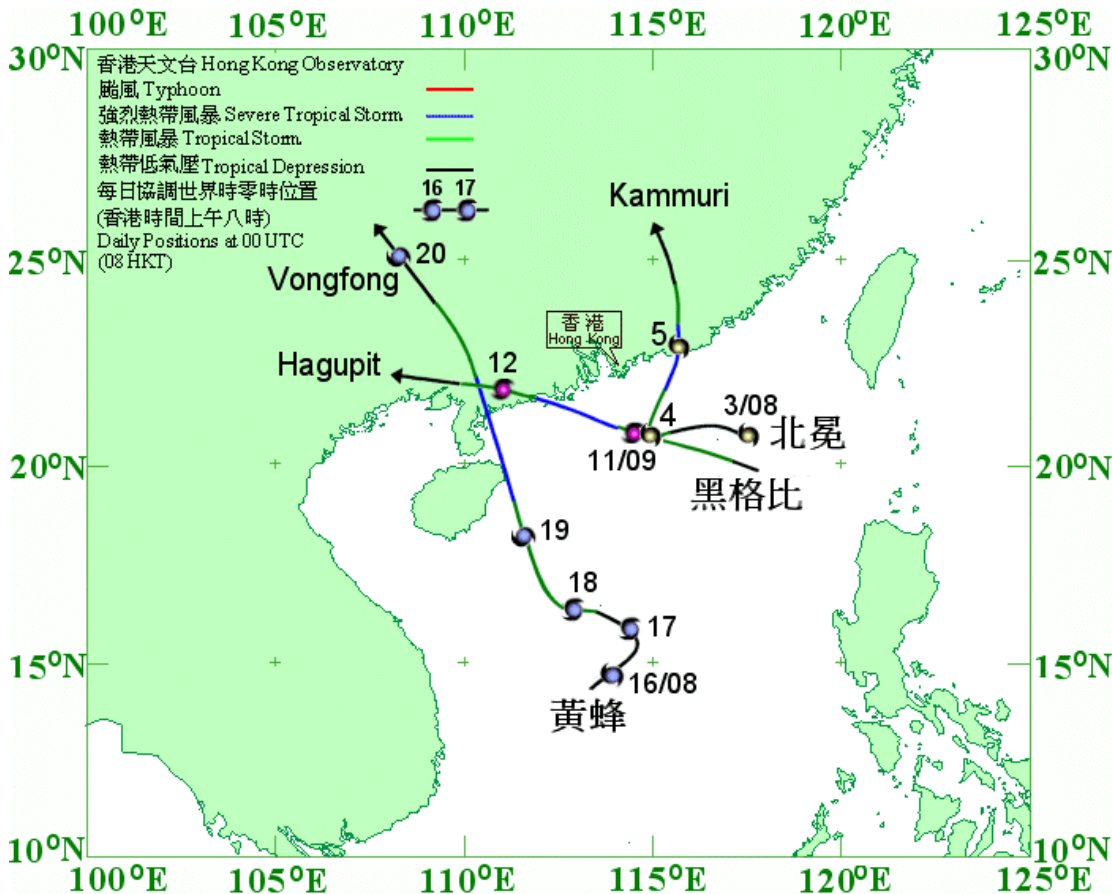 100°E 105°E 110°E 115°E 120°E 125°E
30°N 30°N
香港天文台 Hong Kong Observatory
颱風 Typhoon
強烈熱帶風暴 Severe Tropical Storm
熱帶風暴 Tropical Storm
熱帶低氣壓 Tropical Depression
每日協調世界時零時位置
16 17
(香港時間上午八時)
Daily Positions at 00 UTC
(08 HKT)
Kammuri
20
25°N 25°N
Vongfong
香港
Hong Kong
5
Hagupit
12
4
3/08
北冕
11/09
20°N 20°N
黑格比
19
18
17
15°N 15°N
16/08
黃蜂
10°N 10°N
100°E 105°E 110°E 115°E 120°E 125°E